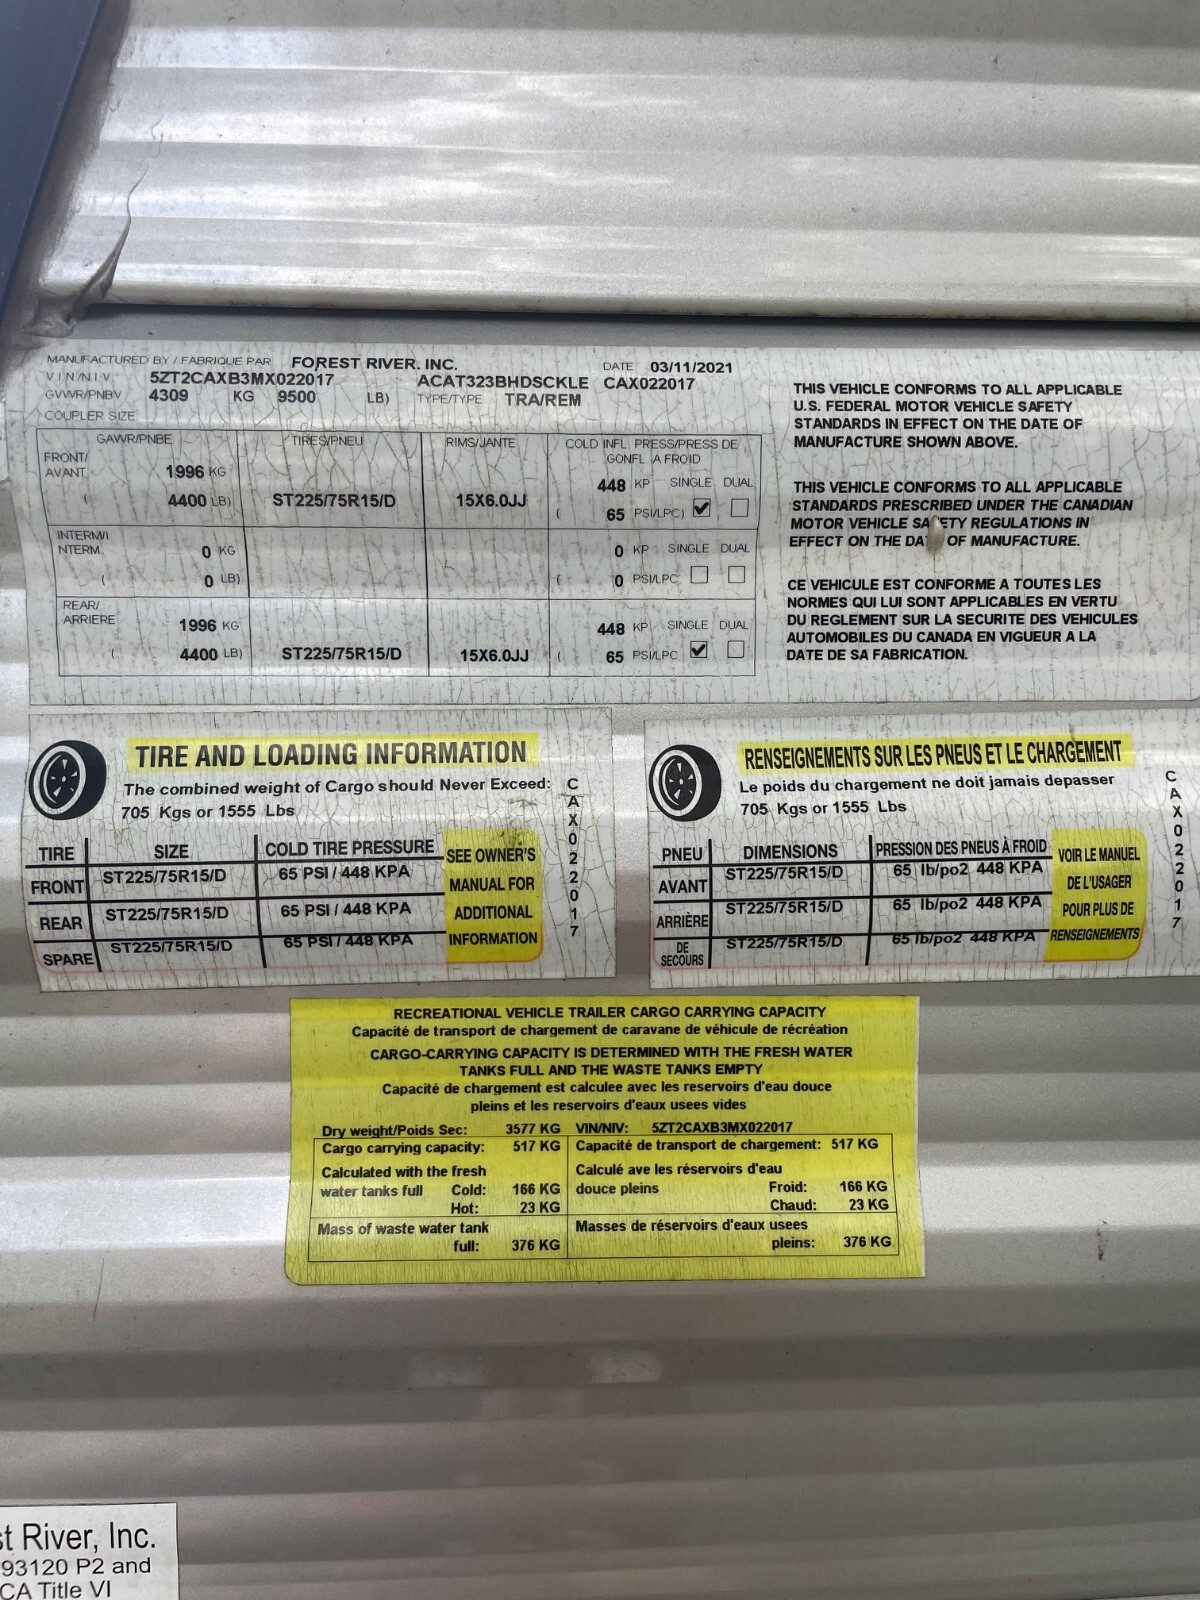 MANUFACTURED BY / FABRIQUE PAR FOREST RIVER, INC. DATE 03/11/2021
VIN/NIV. 5ZT2CAXB3MX022017 ACAT323BHDSCKLE CAX022017
GVWR/PNBV 4309 KG 9500 LB) TYPE/TYPE TRA/REM
COUPLER SIZE
GAWR/PNBE TIRES/PNEU RIMS/JANTE COLD INFL. PRESS/PRESS DE
GONFL. A FROID
FRONT/
AVANT 1996 KG 448 KP SINGLE DUAL
( 4400 LB) ST225/75R15/D 15X6.0JJ ( 65 PSI/LPC)
INTERM/I
NTERM 0 KG 0 KP SINGLE DUAL
( 0 LB) ( 0 PSI/LPC
REAR/
ARRIERE 1996 KG 448 KP SINGLE DUAL
( 4400 LB) ST225/75R15/D 15X6.0JJ ( 65 PSI/LPC
THIS VEHICLE CONFORMS TO ALL APPLICABLE
U.S. FEDERAL MOTOR VEHICLE SAFETY
STANDARDS IN EFFECT ON THE DATE OF
MANUFACTURE SHOWN ABOVE.
THIS VEHICLE CONFORMS TO ALL APPLICABLE
STANDARDS PRESCRIBED UNDER THE CANADIAN
MOTOR VEHICLE SAFETY REGULATIONS IN
EFFECT ON THE DATE OF MANUFACTURE.
CE VEHICULE EST CONFORME A TOUTES LES
NORMES QUI LUI SONT APPLICABLES EN VERTU
DU REGLEMENT SUR LA SECURITE DES VEHICULES
AUTOMOBILES DU CANADA EN VIGUEUR A LA
DATE DE SA FABRICATION.
TIRE AND LOADING INFORMATION
The combined weight of Cargo should Never Exceed:
705 Kgs or 1555 Lbs
TIRE SIZE COLD TIRE PRESSURE
FRONT ST225/75R15/D 65 PSI / 448 KPA
REAR ST225/75R15/D 65 PSI / 448 KPA
SPARE ST225/75R15/D 65 PSI / 448 KPA
SEE OWNER'S
MANUAL FOR
ADDITIONAL
INFORMATION
CAX022017
RENSEIGNEMENTS SUR LES PNEUS ET LE CHARGEMENT
Le poids du chargement ne doit jamais depasser
705 Kgs or 1555 Lbs
PNEU DIMENSIONS PRESSION DES PNEUS À FROID
AVANT ST225/75R15/D 65 lb/po2 448 KPA
ARRIÈRE ST225/75R15/D 65 lb/po2 448 KPA
DE
SECOURS ST225/75R15/D 65 lb/po2 448 KPA
VOIR LE MANUEL
DE L'USAGER
POUR PLUS DE
RENSEIGNEMENTS
CAX022017
RECREATIONAL VEHICLE TRAILER CARGO CARRYING CAPACITY
Capacité de transport de chargement de caravane de véhicule de récréation
CARGO-CARRYING CAPACITY IS DETERMINED WITH THE FRESH WATER
TANKS FULL AND THE WASTE TANKS EMPTY
Capacité de chargement est calculee avec les reservoirs d'eau douce
pleins et les reservoirs d'eaux usees vides
Dry weight/Poids Sec: 3577 KG VIN/NIV: 5ZT2CAXB3MX022017
Cargo carrying capacity: 517 KG Capacité de transport de chargement: 517 KG
Calculated with the fresh Calculé ave les réservoirs d'eau
water tanks full Cold: 166 KG douce pleins Froid: 166 KG
Hot: 23 KG Chaud: 23 KG
Mass of waste water tank Masses de réservoirs d'eaux usees
full: 376 KG pleins: 376 KG
st River, Inc.
93120 P2 and
CA Title VI